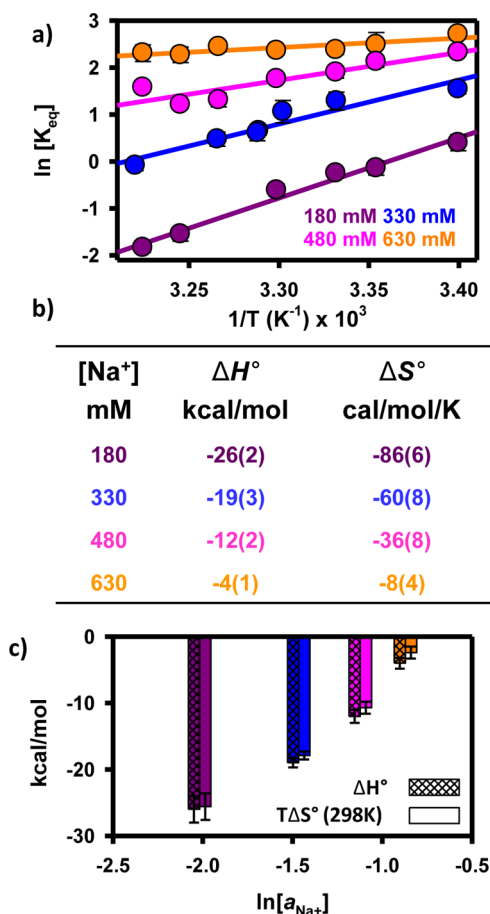 a)
3
2
1
0
-1
-2
ln [Keq]
180 mM 330 mM
480 mM 630 mM
3.25 3.30 3.35 3.40
1/T (K⁻¹) x 10³
b)
[Na⁺] ΔH° ΔS°
mM kcal/mol cal/mol/K
180 -26(2) -86(6)
330 -19(3) -60(8)
480 -12(2) -36(8)
630 -4(1) -8(4)
c)
0
-10
-20
-30
kcal/mol
ΔH°
TΔS° (298K)
-2.5 -2.0 -1.5 -1.0 -0.5
ln[aNa+]